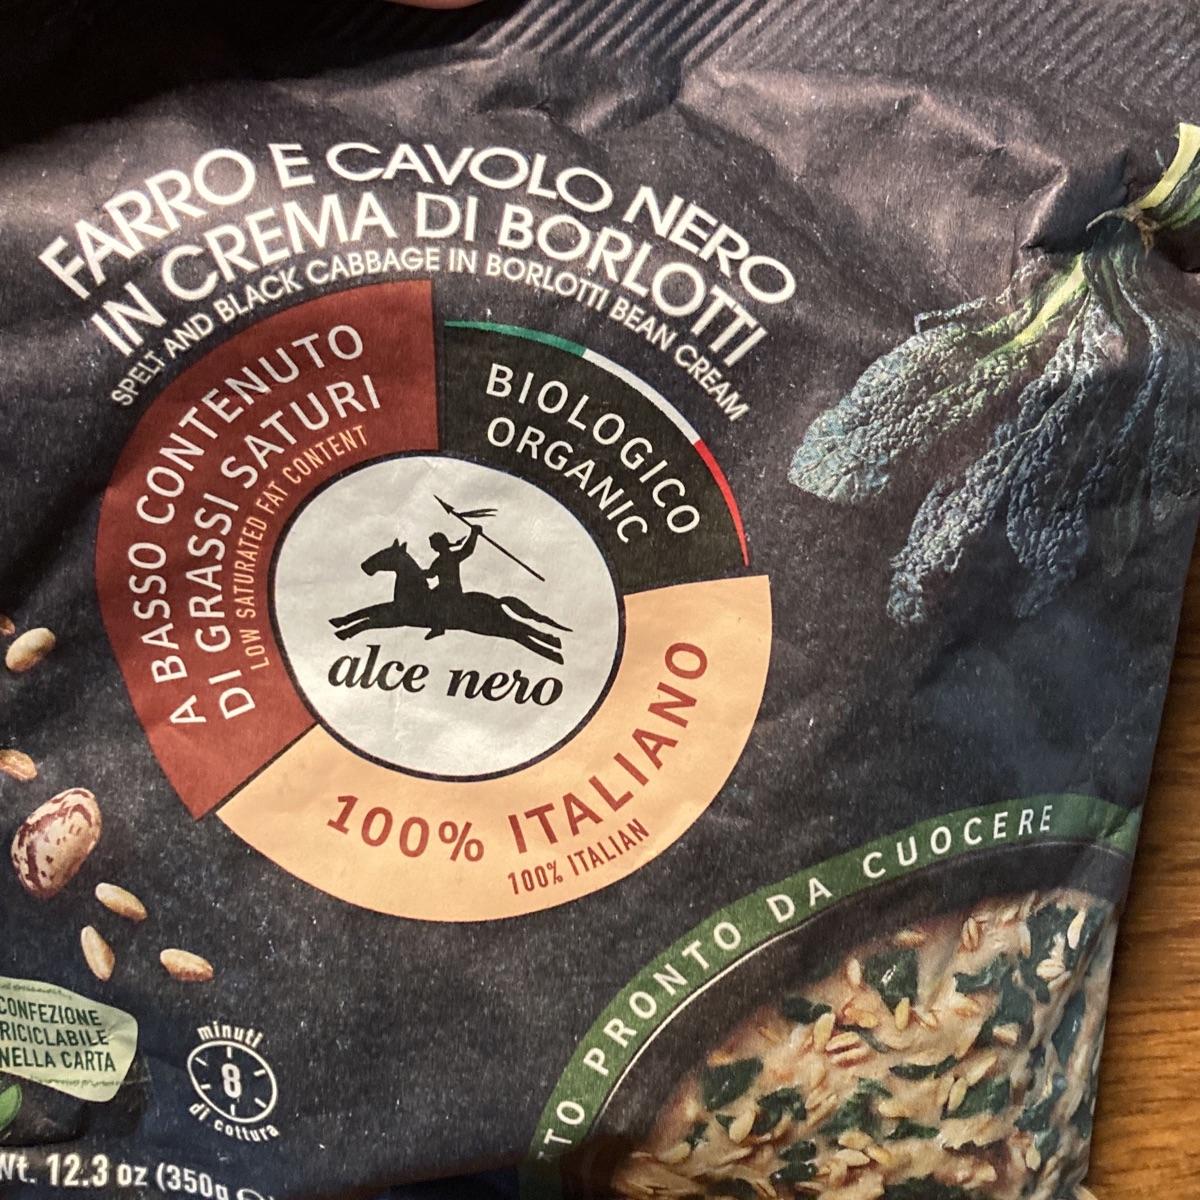 FARRO E CAVOLO NERO
IN CREMA DI BORLOTTI
SPELT AND BLACK CABBAGE IN BORLOTTI BEAN CREAM
A BASSO CONTENUTO
DI GRASSI SATURI
LOW SATURATED FAT CONTENT
BIOLOGICO
ORGANIC
alce nero
100% ITALIANO
100% ITALIAN
TO PRONTO DA CUOCERE
CONFEZIONE
RICICLABILE
NELLA CARTA
minuti
8
di cottura
Wt. 12.3 oz (350g